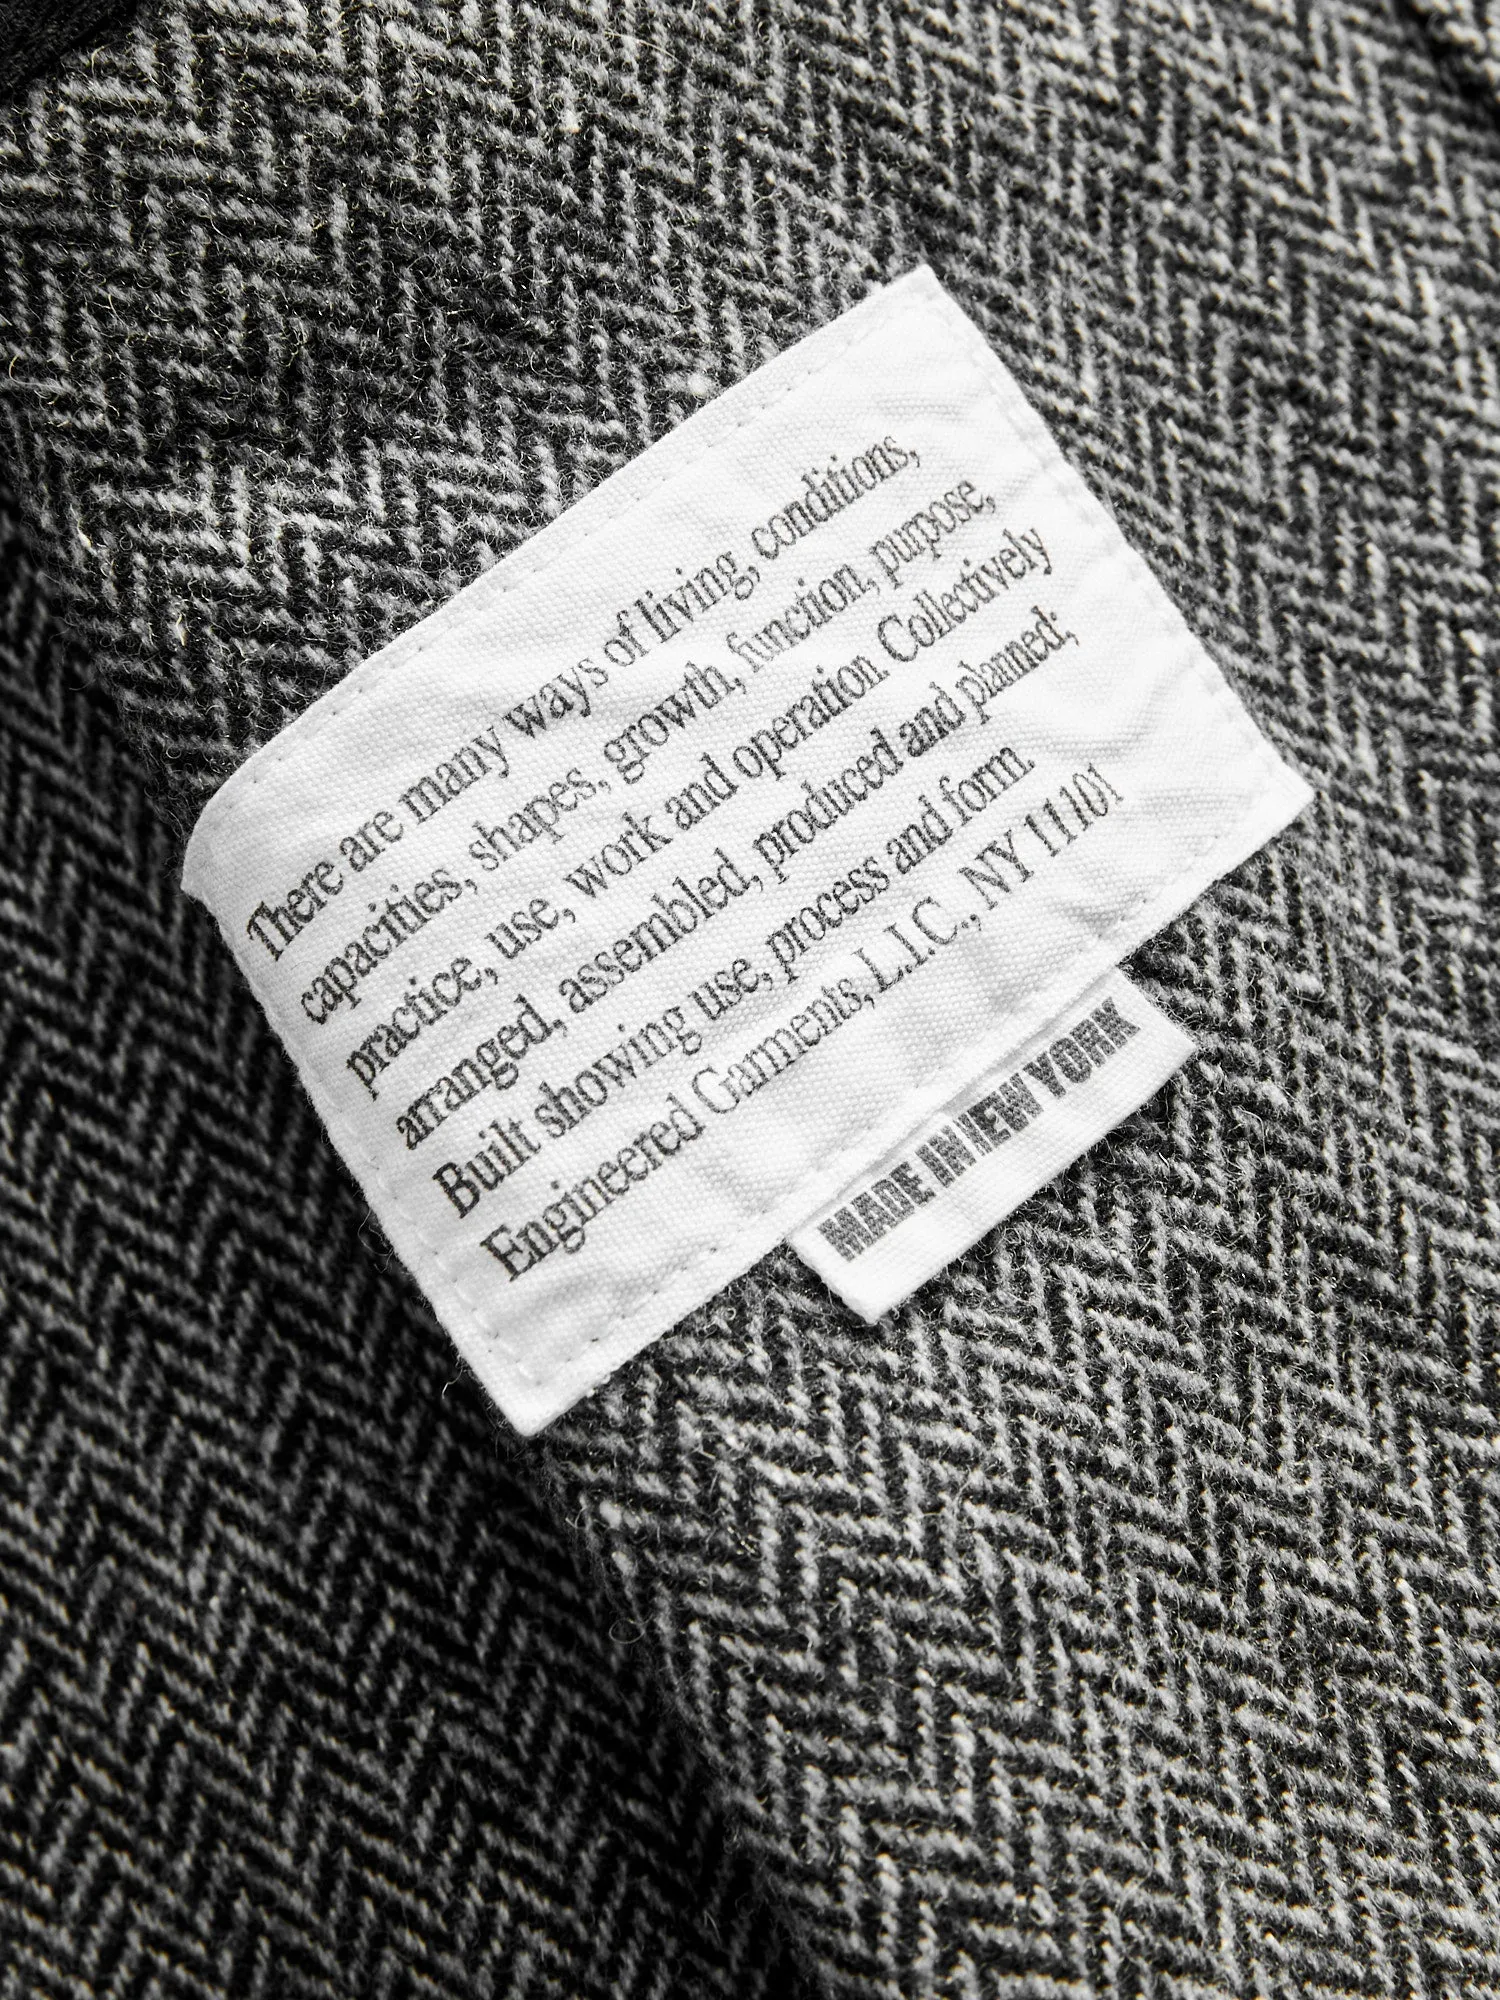 There are many ways of living, conditions,
capacities, shapes, growth, function, purpose,
practice, use, work and operation Collectively
arranged, assembled, produced and planned:,
Built showing use, process and form.
Engineered Garments, L.I.C., NY 11101
MADE IN NEW YORK